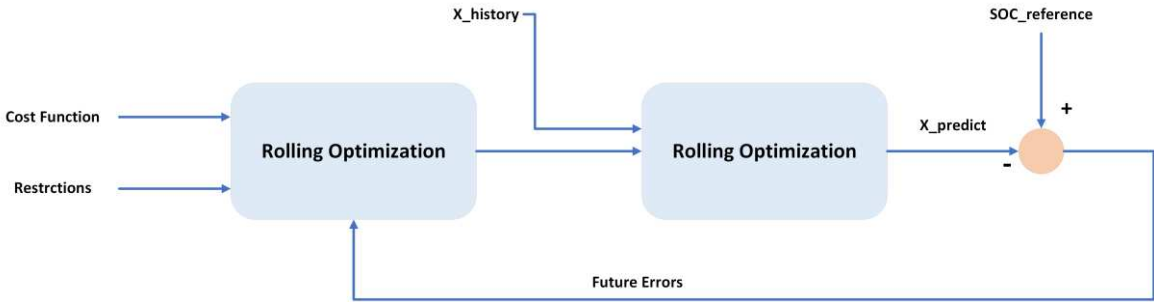 X_history
SOC_reference
Cost Function
+
Rolling Optimization
Rolling Optimization
X_predict
-
Restrctions
Future Errors